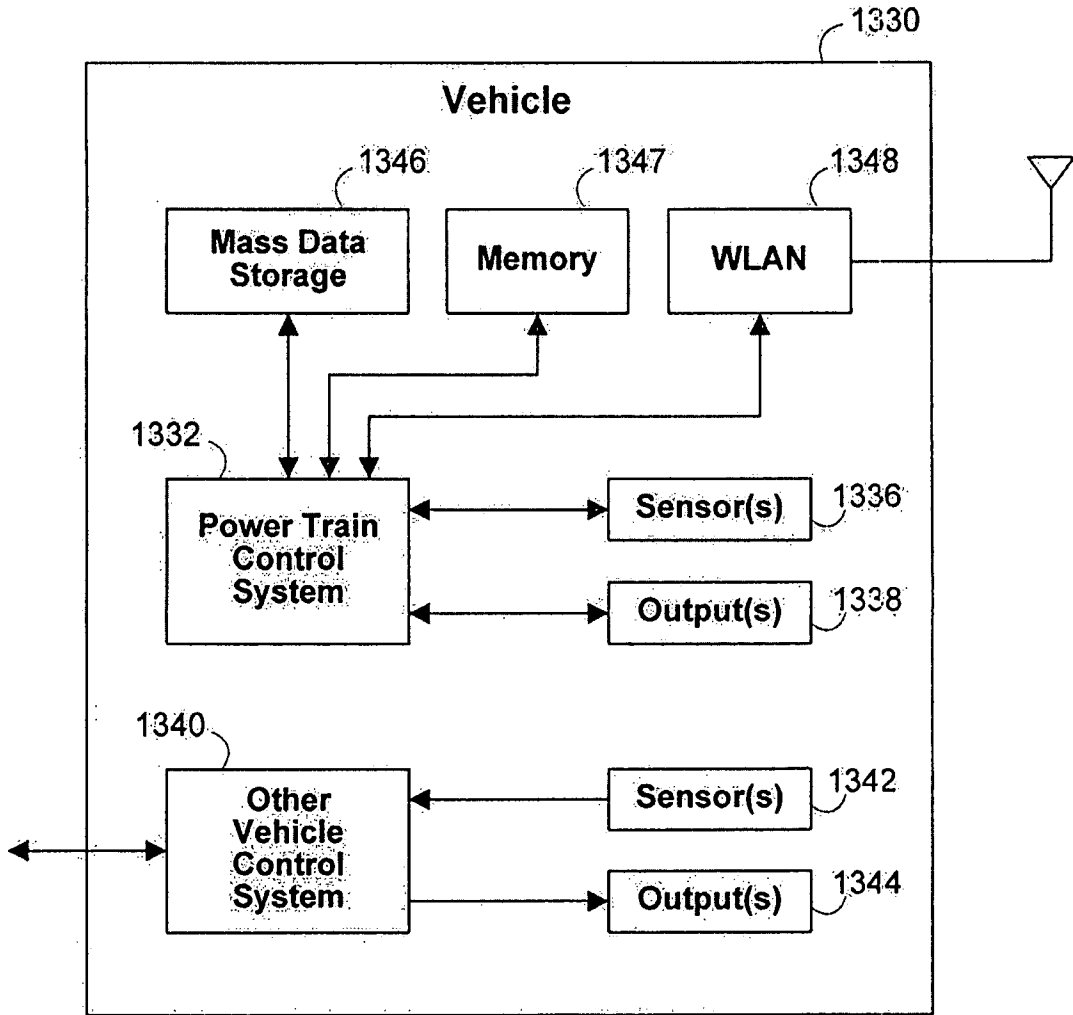 1330
Vehicle
1346
1347
1348
Mass Data
Storage
Memory
WLAN
1332
Power Train
Control
System
Sensor(s)
1336
Output(s)
1338
1340
Other
Vehicle
Control
System
Sensor(s)
1342
Output(s)
1344